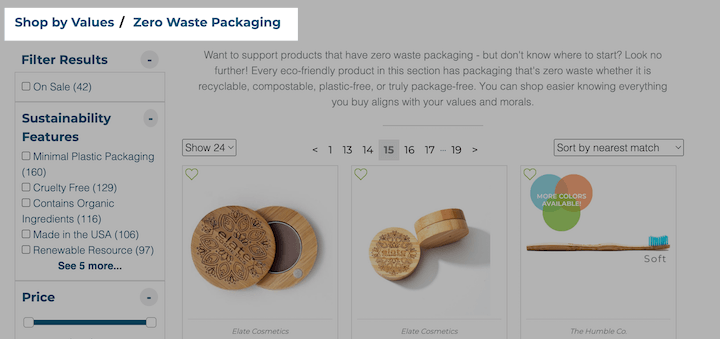 Shop by Values / Zero Waste Packaging
Filter Results -
On Sale (42)
Sustainability
Features -
Minimal Plastic Packaging
(160)
Cruelty Free (129)
Contains Organic
Ingredients (116)
Made in the USA (106)
Renewable Resource (97)
See 5 more...
Price -
Want to support products that have zero waste packaging - but don't know where to start? Look no
further! Every eco-friendly product in this section has packaging that's zero waste whether it is
recyclable, compostable, plastic-free, or truly package-free. You can shop easier knowing everything
you buy aligns with your values and morals.
Show 24
< 1 13 14 15 16 17 ... 19 >
Sort by nearest match
elate
elate
MORE COLORS
AVAILABLE!
Soft
Elate Cosmetics
Elate Cosmetics
The Humble Co.